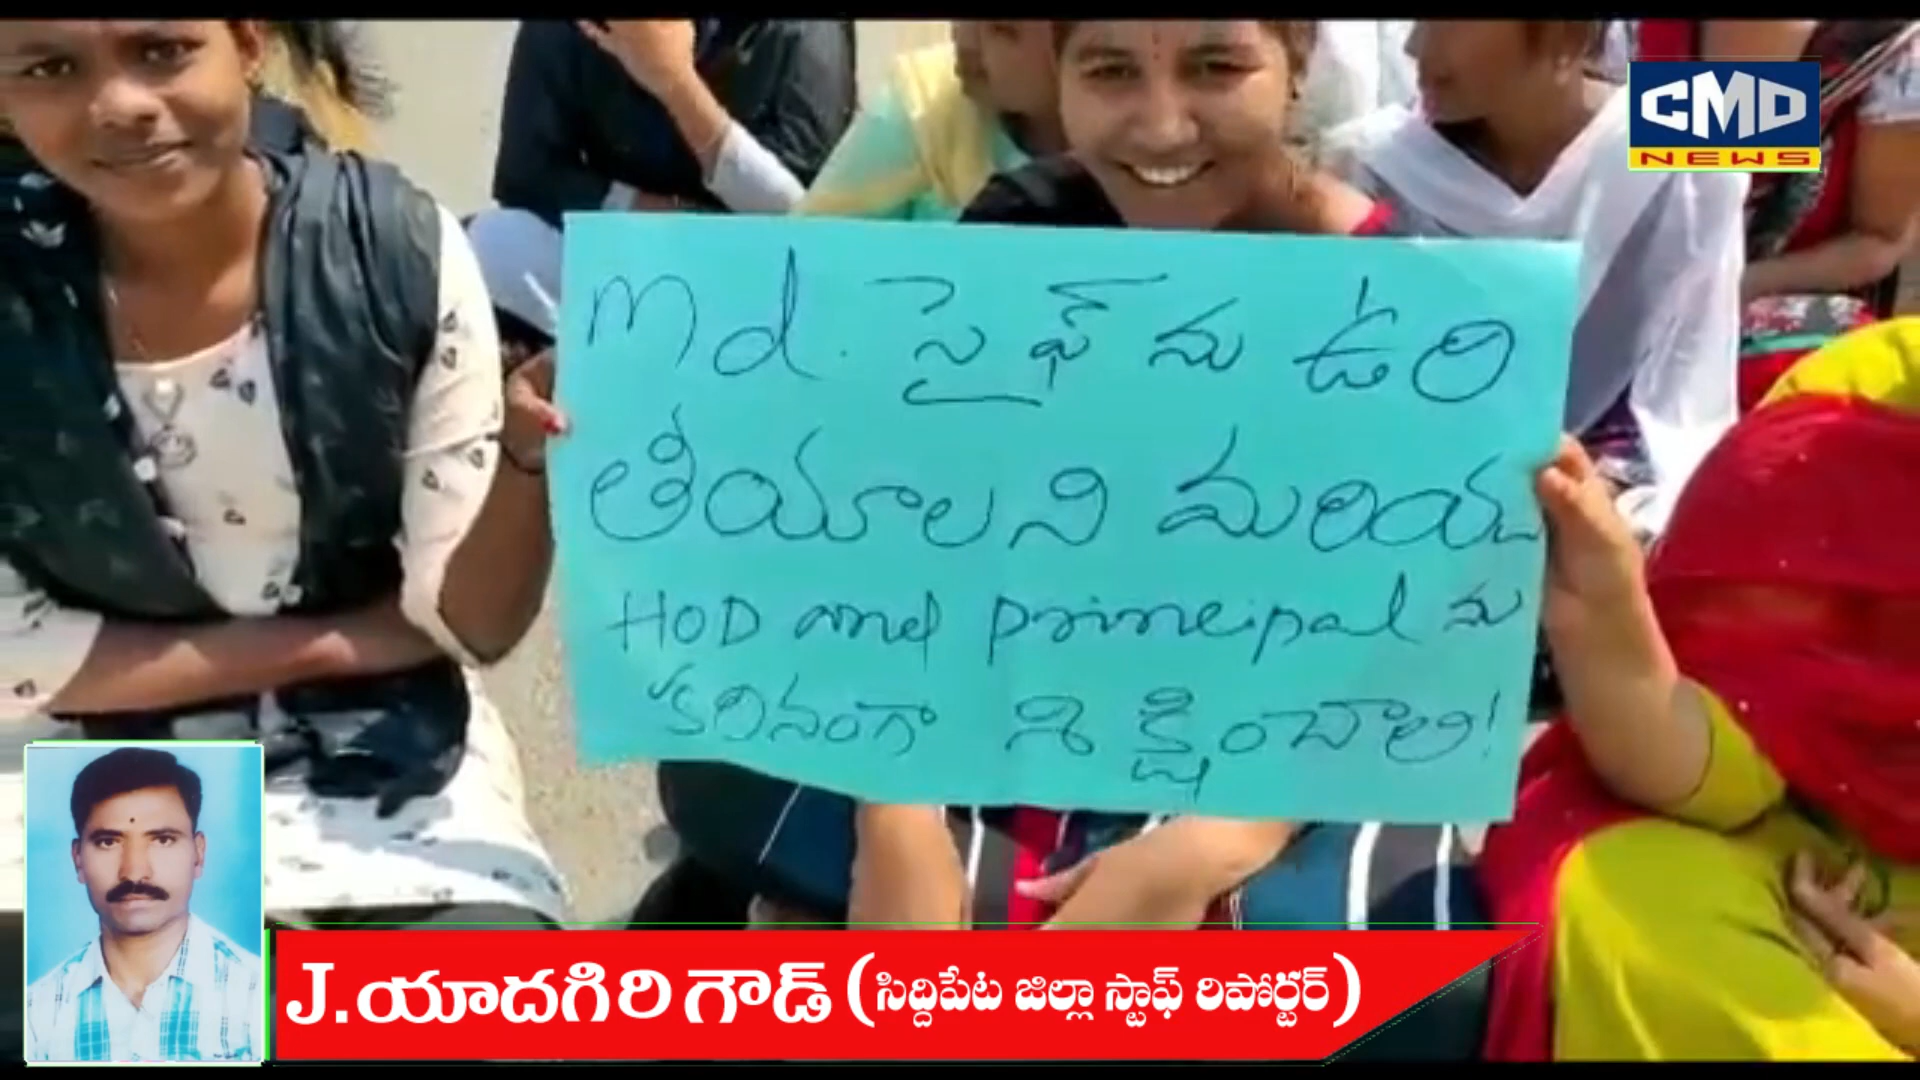 CMD
NEWS
Md. సైఫ్ ను ఉరి
తీయాలని మరియు
HOD and principal ను
కఠినంగా శిక్షించాలి!
J.యాదగిరి గౌడ్ (సిద్దిపేట జిల్లా స్టాఫ్ రిపోర్టర్)